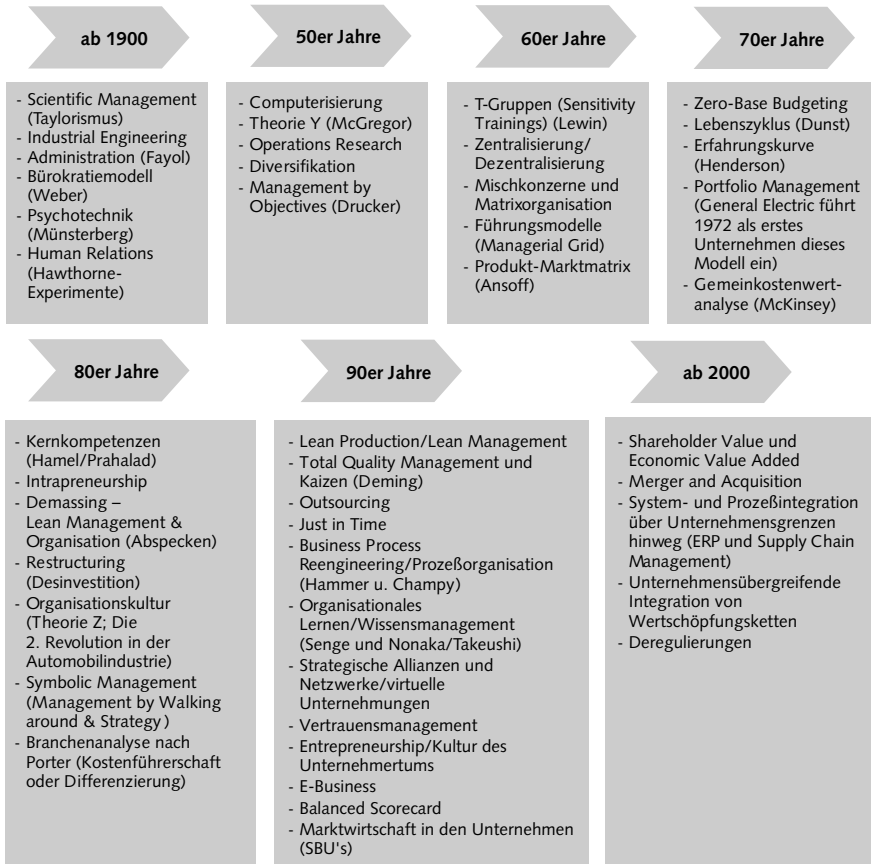 ab 1900
- Scientific Management
(Taylorismus)
- Industrial Engineering
- Administration (Fayol)
- Bürokratiemodell
(Weber)
- Psychotechnik
(Münsterberg)
- Human Relations
(Hawthorne-
Experimente)
50er Jahre
- Computerisierung
- Theorie Y (McGregor)
- Operations Research
- Diversifikation
- Management by
Objectives (Drucker)
60er Jahre
- T-Gruppen (Sensitivity
Trainings) (Lewin)
- Zentralisierung/
Dezentralisierung
- Mischkonzerne und
Matrixorganisation
- Führungsmodelle
(Managerial Grid)
- Produkt-Marktmatrix
(Ansoff)
70er Jahre
- Zero-Base Budgeting
- Lebenszyklus (Dunst)
- Erfahrungskurve
(Henderson)
- Portfolio Management
(General Electric führt
1972 als erstes
Unternehmen dieses
Modell ein)
- Gemeinkostenwert-
analyse (McKinsey)
80er Jahre
- Kernkompetenzen
(Hamel/Prahalad)
- Intrapreneurship
- Demassing –
Lean Management &
Organisation (Abspecken)
- Restructuring
(Desinvestition)
- Organisationskultur
(Theorie Z; Die
2. Revolution in der
Automobilindustrie)
- Symbolic Management
(Management by Walking
around & Strategy)
- Branchenanalyse nach
Porter (Kostenführerschaft
oder Differenzierung)
90er Jahre
- Lean Production/Lean Management
- Total Quality Management und
Kaizen (Deming)
- Outsourcing
- Just in Time
- Business Process
Reengineering/Prozeßorganisation
(Hammer u. Champy)
- Organisationales
Lernen/Wissensmanagement
(Senge und Nonaka/Takeushi)
- Strategische Allianzen und
Netzwerke/virtuelle
Unternehmungen
- Vertrauensmanagement
- Entrepreneurship/Kultur des
Unternehmertums
- E-Business
- Balanced Scorecard
- Marktwirtschaft in den Unternehmen
(SBU's)
ab 2000
- Shareholder Value und
Economic Value Added
- Merger and Acquisition
- System- und Prozeßintegration
über Unternehmensgrenzen
hinweg (ERP und Supply Chain
Management)
- Unternehmensübergreifende
Integration von
Wertschöpfungsketten
- Deregulierungen